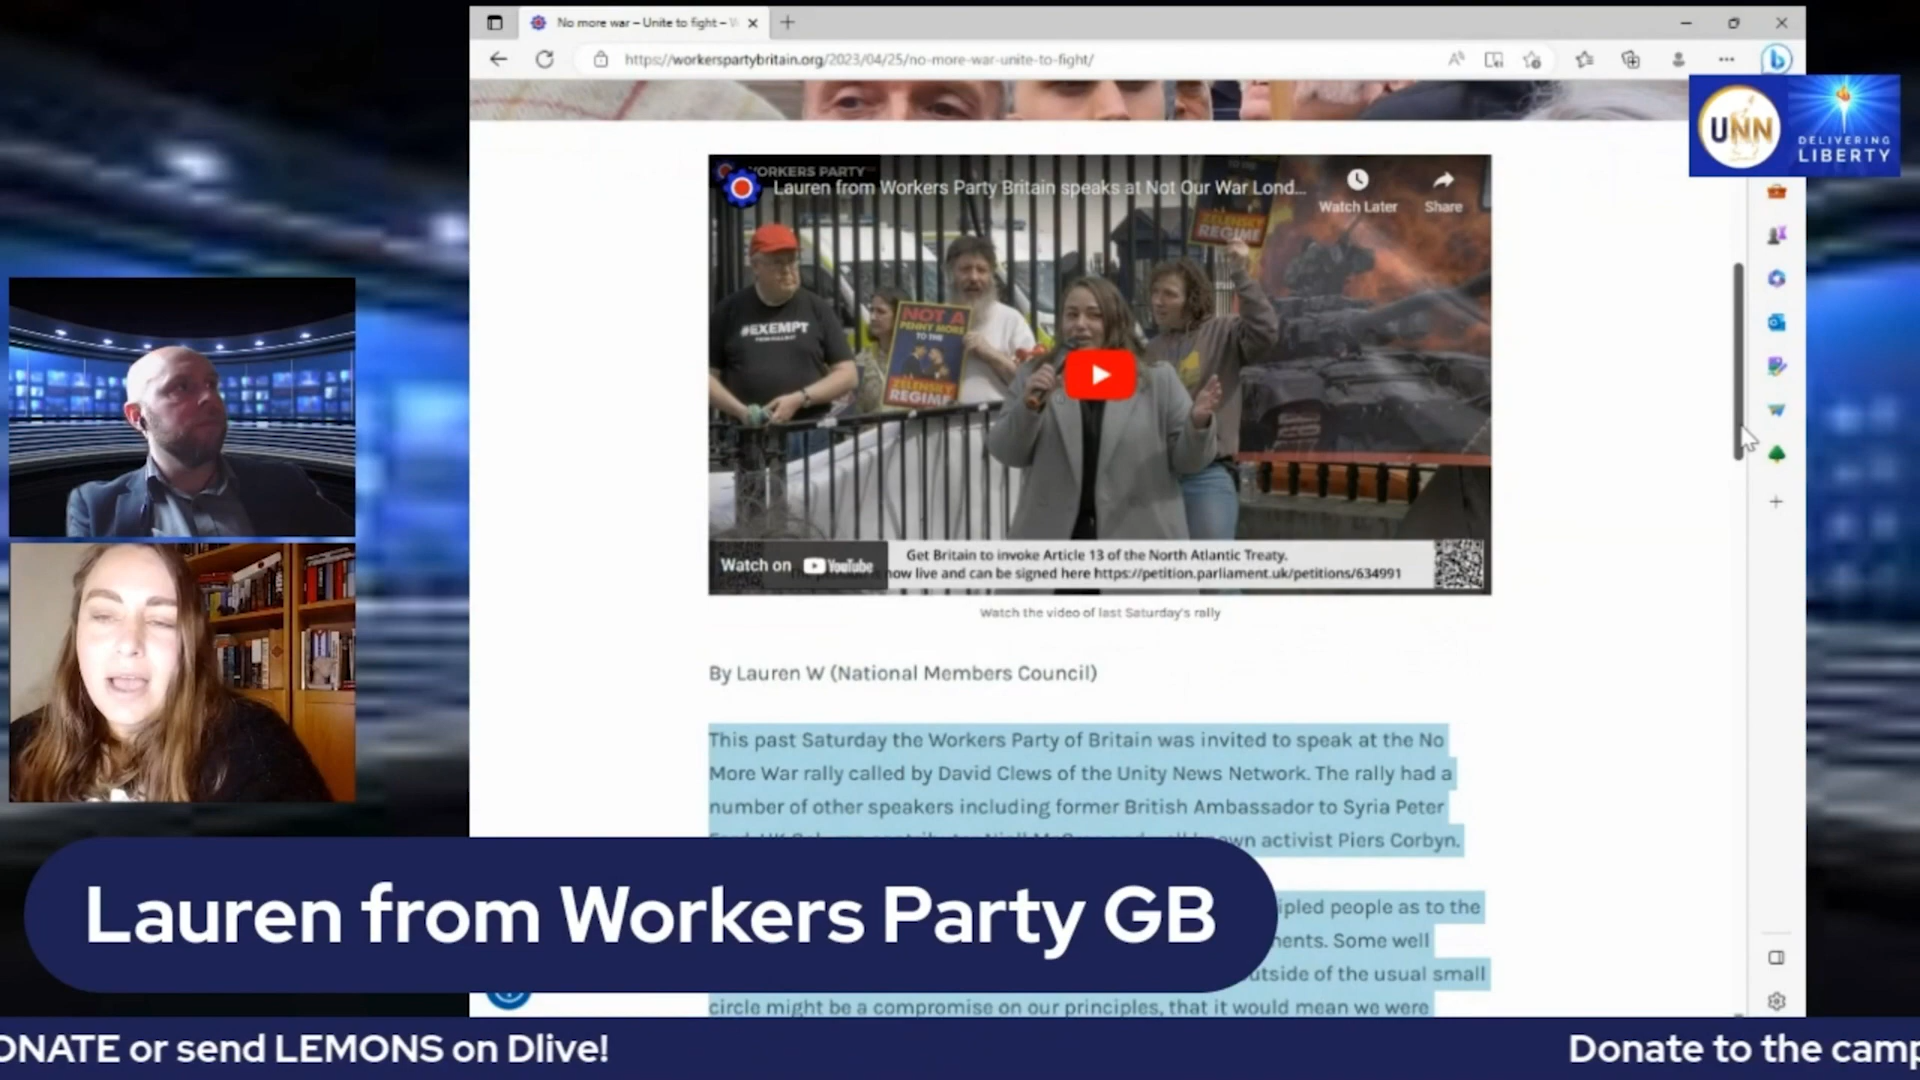 No more war – Unite to fight –
https://workerspartybritain.org/2023/04/25/no-more-war-unite-to-fight/
UNN
DELIVERING
LIBERTY
WORKERS PARTY
Lauren from Workers Party Britain speaks at Not Our War Lond...
Watch Later
Share
ZELENSKY
REGIME
#EXEMPT
NOT A
PENNY MORE
TO THE
ZELENSKY
REGIME
Get Britain to invoke Article 13 of the North Atlantic Treaty.
now live and can be signed here https://petition.parliament.uk/petitions/634991
Watch on YouTube
Watch the video of last Saturday's rally
By Lauren W (National Members Council)
This past Saturday the Workers Party of Britain was invited to speak at the No
More War rally called by David Clews of the Unity News Network. The rally had a
number of other speakers including former British Ambassador to Syria Peter
activist Piers Corbyn.
people as to the
Some well
outside of the usual small
circle might be a compromise on our principles, that it would mean we were
Lauren from Workers Party GB
DONATE or send LEMONS on Dlive!
Donate to the camp